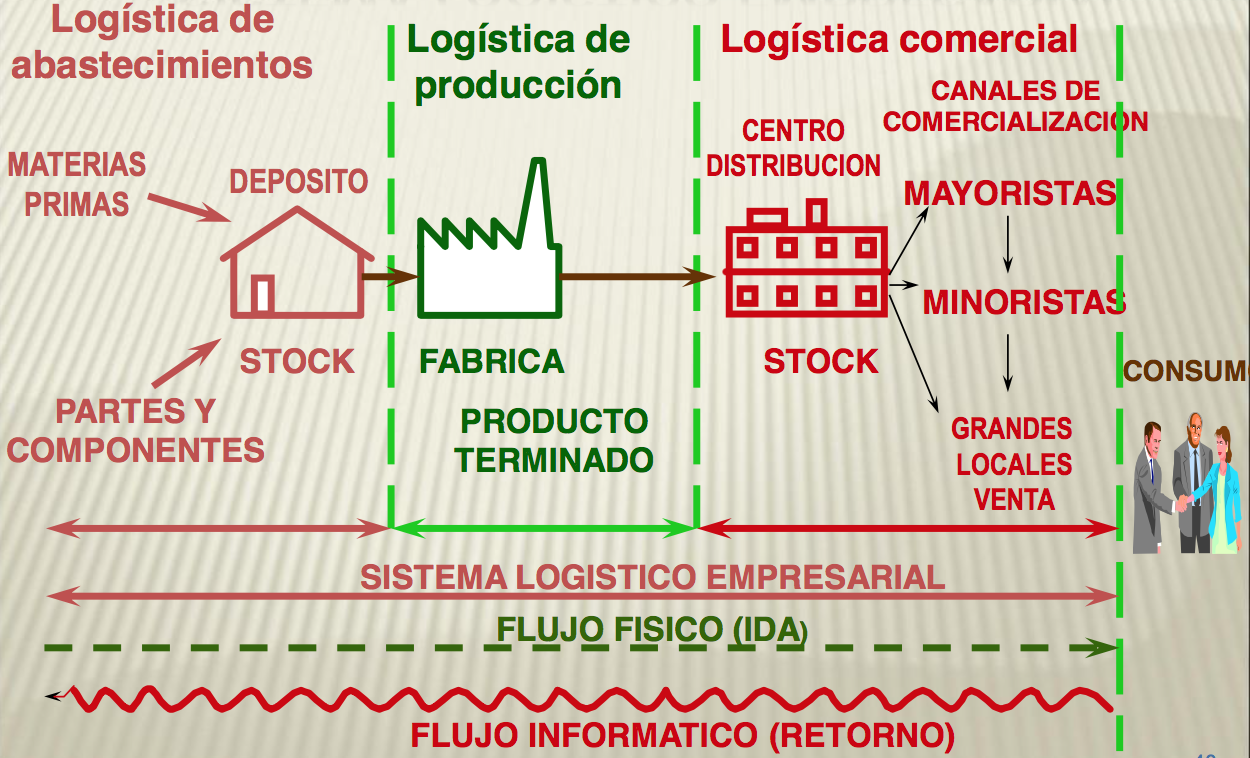 Logística de
abastecimientos
Logística de
producción
Logística comercial
CANALES DE
COMERCIALIZACION
CENTRO
DISTRIBUCION
MATERIAS
PRIMAS
DEPOSITO
MAYORISTAS
MINORISTAS
STOCK
FABRICA
STOCK
CONSUMO
PARTES Y
COMPONENTES
PRODUCTO
TERMINADO
GRANDES
LOCALES
VENTA
SISTEMA LOGISTICO EMPRESARIAL
FLUJO FISICO (IDA)
FLUJO INFORMATICO (RETORNO)